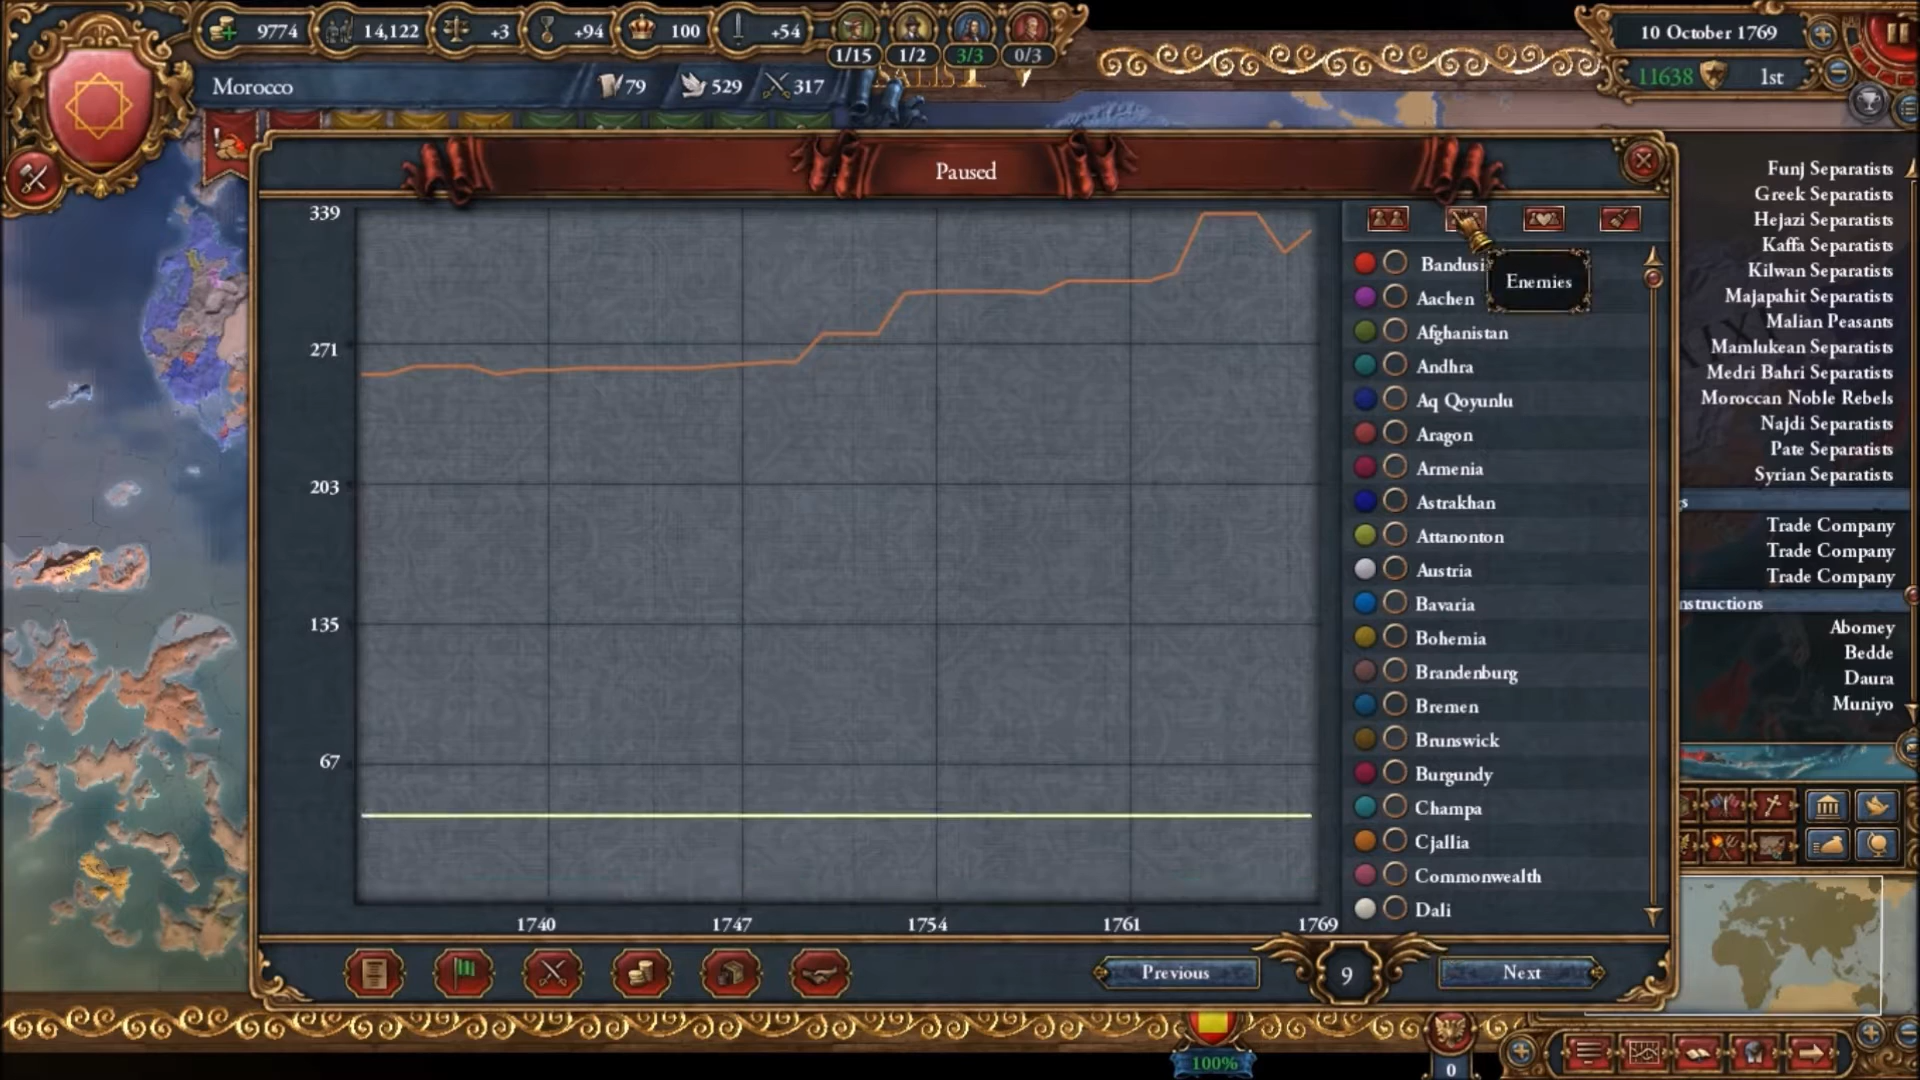 9774
14,122
+3
+94
100
+54
1/15
1/2
3/3
0/3
10 October 1769
11638
1st
Morocco
79
529
317
Paused
339
271
203
135
67
1740
1747
1754
1761
1769
Enemies
Aachen
Afghanistan
Andhra
Aq Qoyunlu
Aragon
Armenia
Astrakhan
Attanonton
Austria
Bavaria
Bohemia
Brandenburg
Bremen
Brunswick
Burgundy
Champa
Cjallia
Commonwealth
Dali
Previous
9
Next
Funj Separatists
Greek Separatists
Hejazi Separatists
Kaffa Separatists
Kilwan Separatists
Majapahit Separatists
Malian Peasants
Mamlukean Separatists
Medri Bahri Separatists
Moroccan Noble Rebels
Najdi Separatists
Pate Separatists
Syrian Separatists
Trade Company
Trade Company
Trade Company
nstructions
Abomey
Bedde
Daura
Muniyo
100%
0